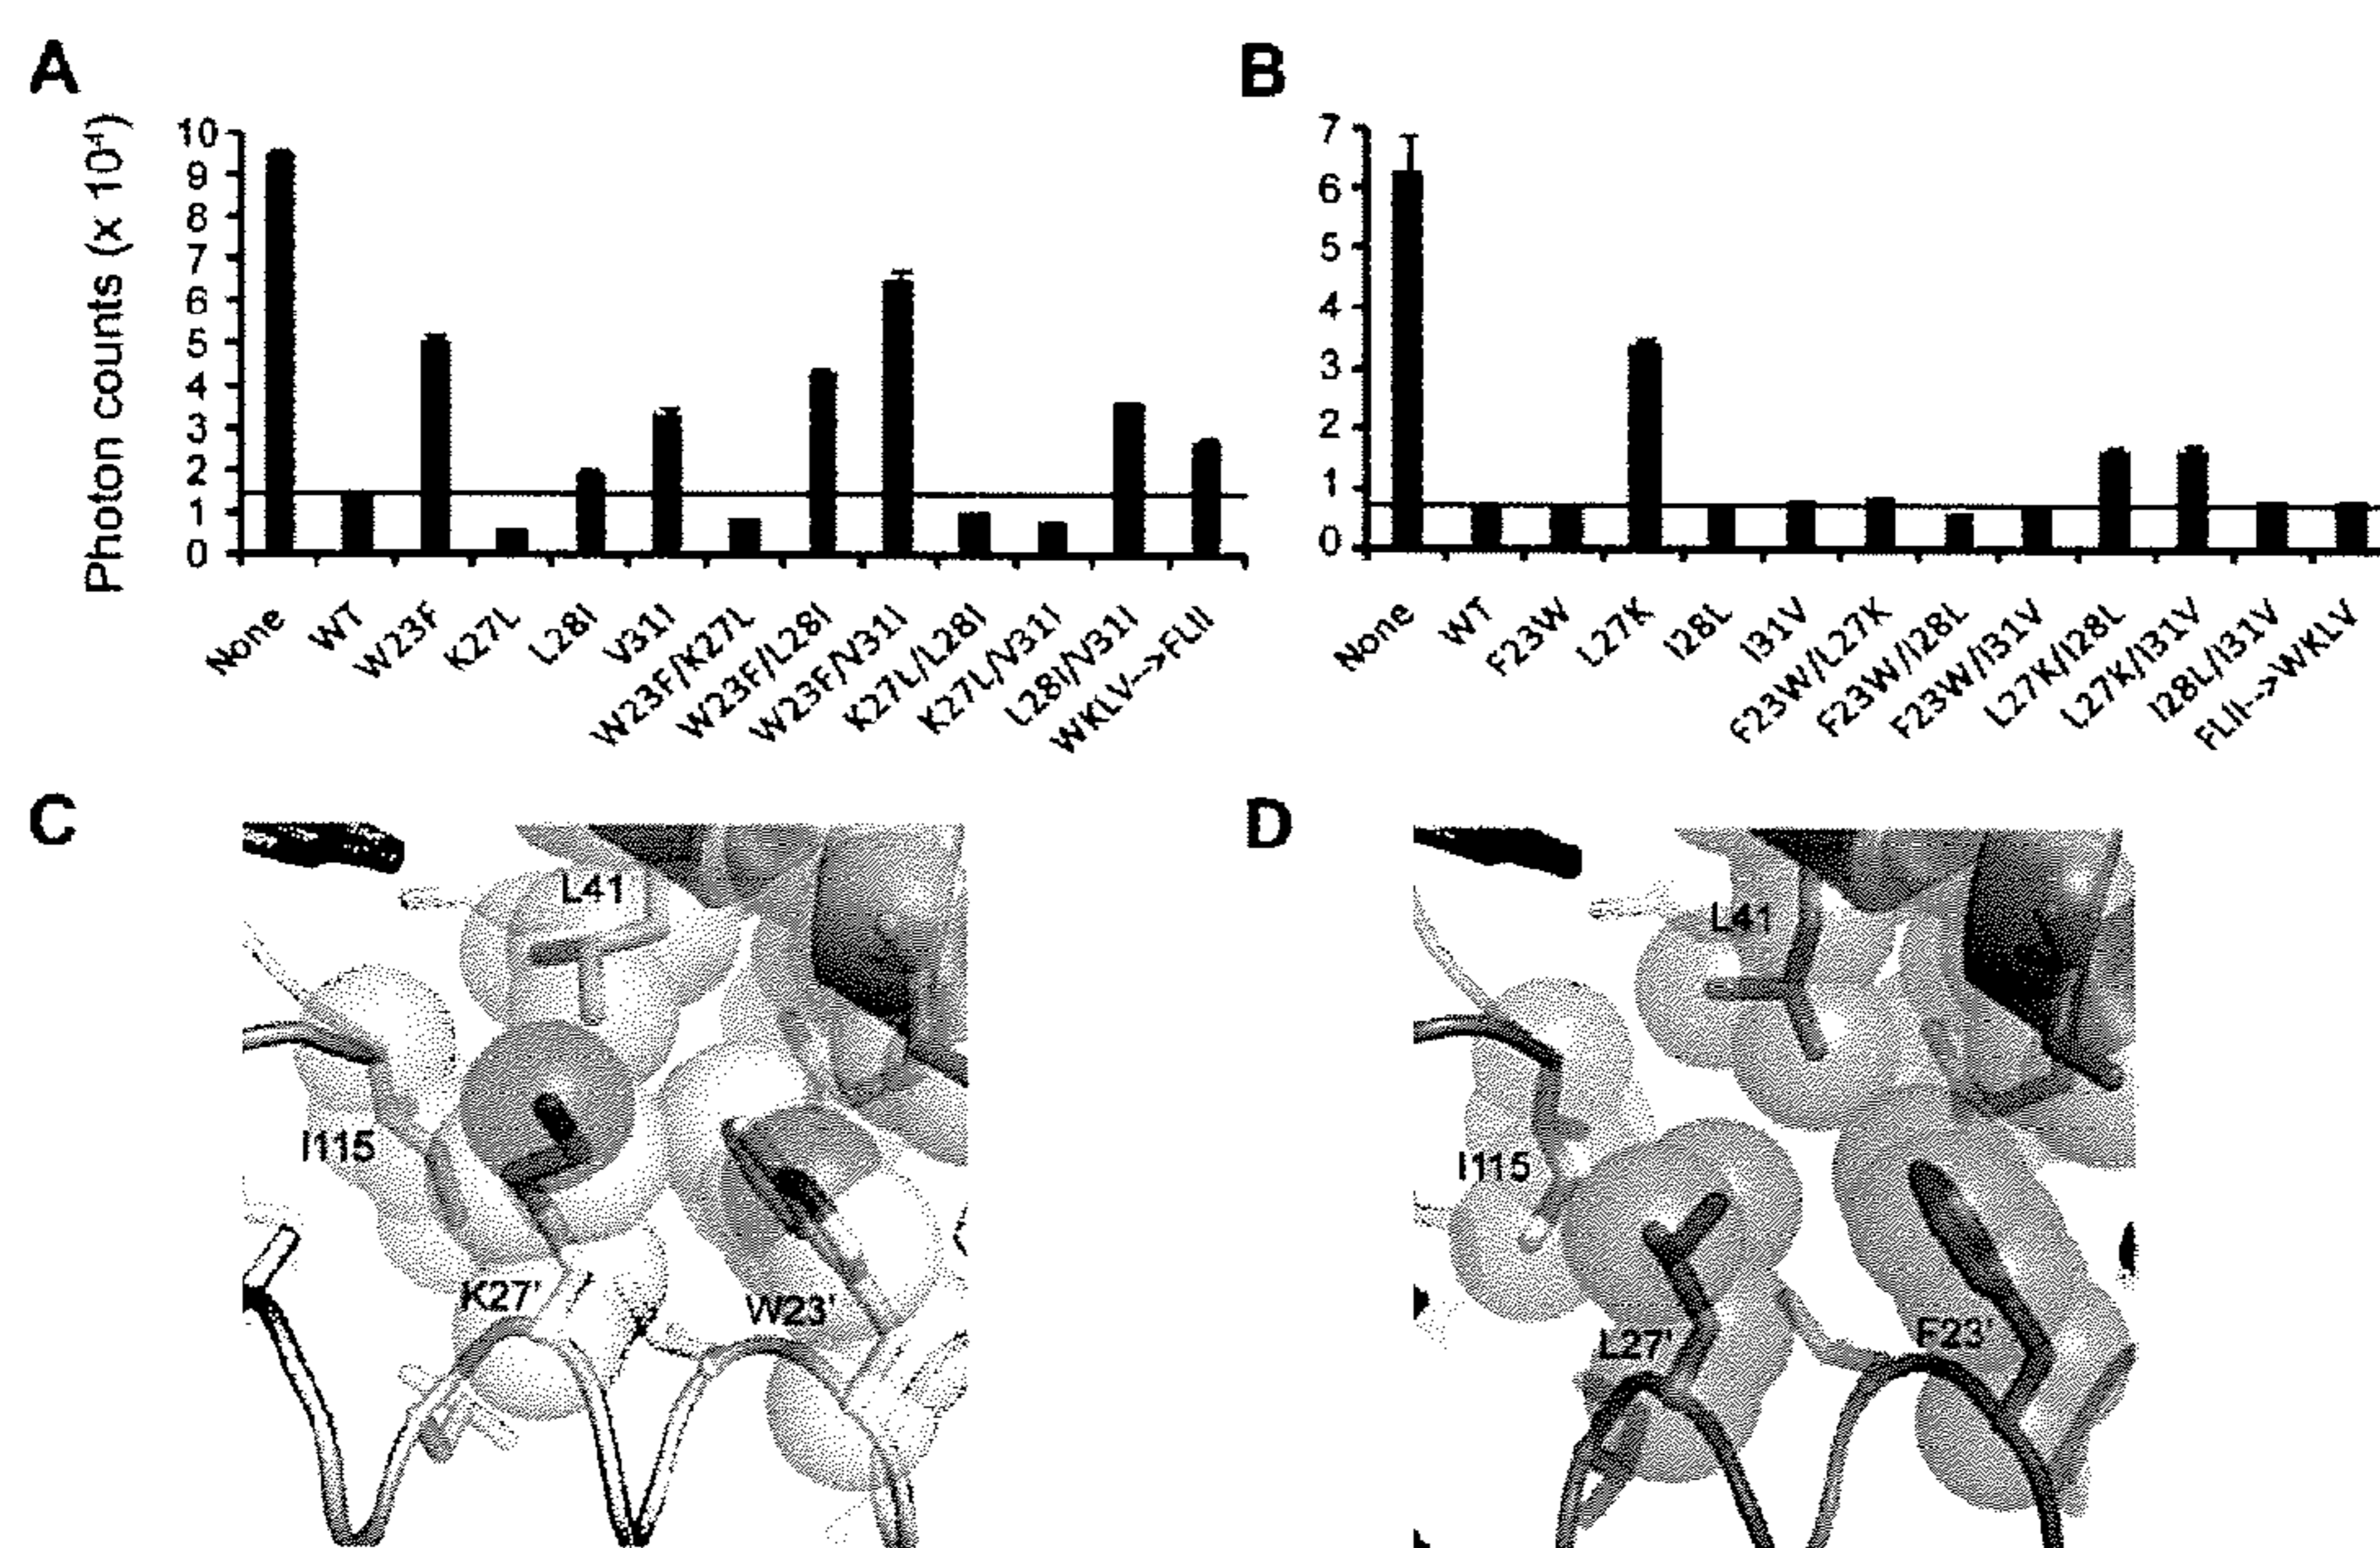 A
B
Photon counts (x 10⁴)
10
9
8
7
6
5
4
3
2
1
0
None
WT
W23F
K27L
L28I
V31I
W23F/K27L
W23F/L28I
W23F/V31I
K27L/L28I
K27L/V31I
L28I/V31I
WKLV-->FLII
7
6
5
4
3
2
1
0
None
WT
F23W
L27K
I28L
I31V
F23W/L27K
F23W/I28L
F23W/I31V
L27K/I28L
L27K/I31V
I28L/I31V
FLII-->WKLV
C
L41
I115
K27'
W23'
D
L41
I115
L27'
F23'